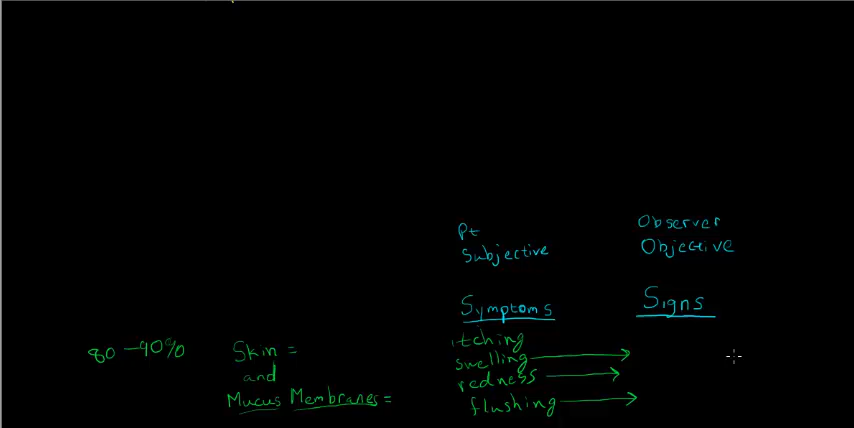 Pt
Observer
Subjective
Objective
Symptoms
Signs
80-90%
Skin =
itching
swelling
and
redness
Mucus Membranes =
flushing